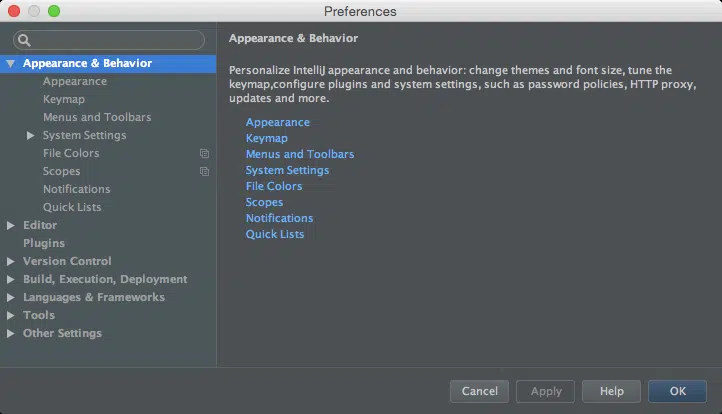 Preferences
Appearance & Behavior
Appearance
Keymap
Menus and Toolbars
System Settings
File Colors
Scopes
Notifications
Quick Lists
Editor
Plugins
Version Control
Build, Execution, Deployment
Languages & Frameworks
Tools
Other Settings
Appearance & Behavior
Personalize IntelliJ appearance and behavior: change themes and font size, tune the
keymap,configure plugins and system settings, such as password policies, HTTP proxy,
updates and more.
Appearance
Keymap
Menus and Toolbars
System Settings
File Colors
Scopes
Notifications
Quick Lists
Cancel
Apply
Help
OK